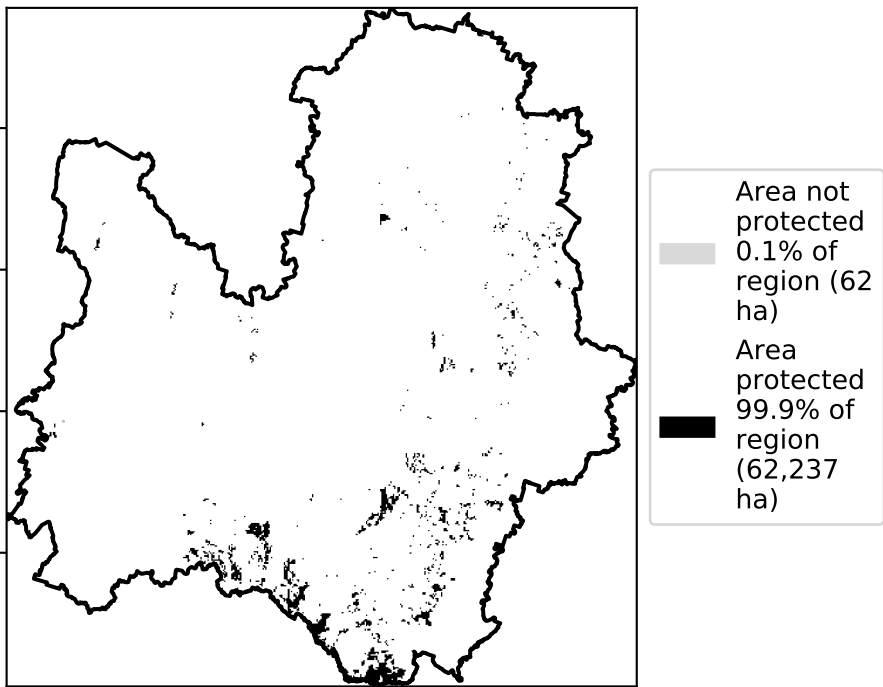 Area not
protected
0.1% of
region (62
ha)
Area
protected
99.9% of
region
(62,237
ha)